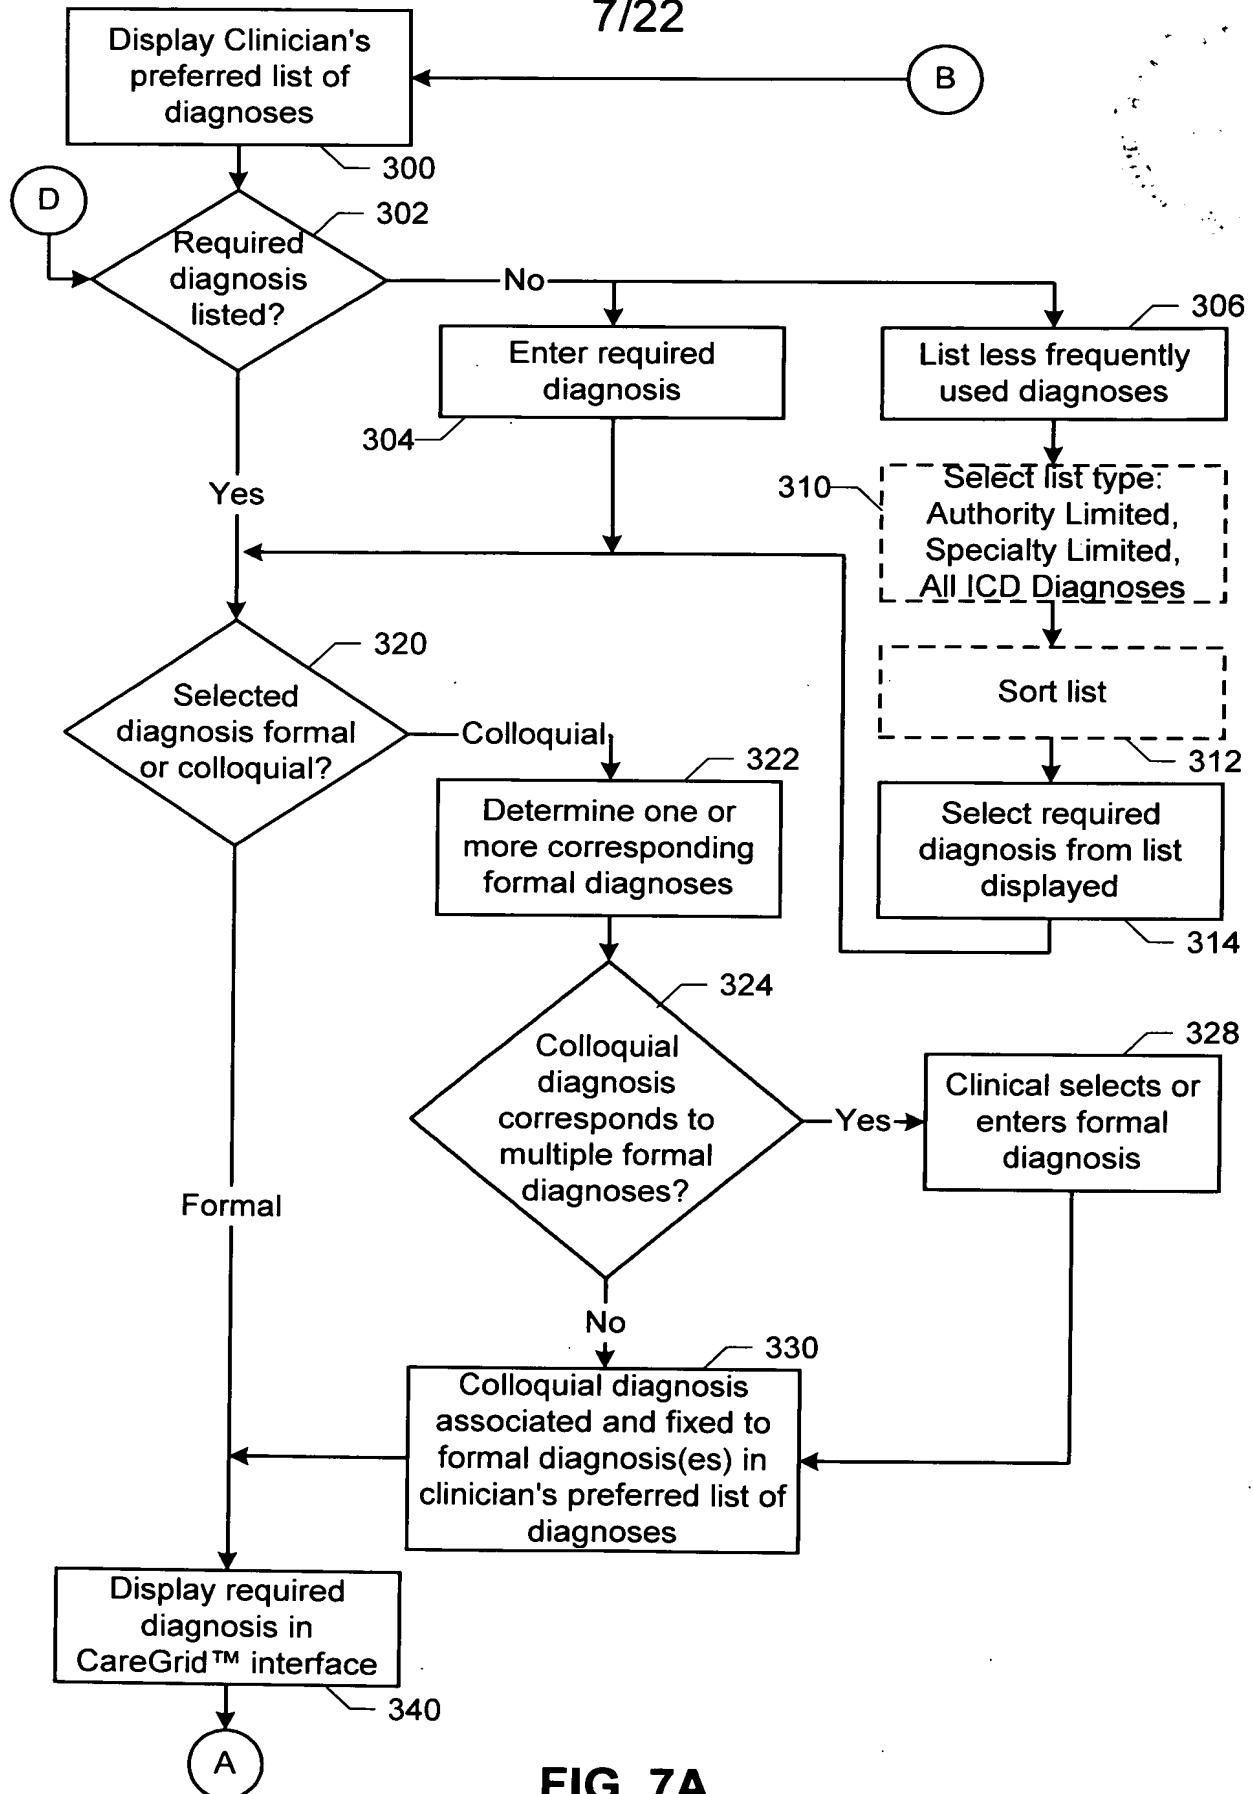 7/22
Display Clinician's
preferred list of
diagnoses
B
300
D
302
Required
diagnosis
listed?
No
306
Enter required
diagnosis
List less frequently
used diagnoses
304
Yes
310
Select list type:
Authority Limited,
Specialty Limited,
All ICD Diagnoses
320
Selected
diagnosis formal
or colloquial?
Colloquial
Sort list
312
322
Determine one or
more corresponding
formal diagnoses
Select required
diagnosis from list
displayed
314
324
Colloquial
diagnosis
corresponds to
multiple formal
diagnoses?
Yes
328
Clinical selects or
enters formal
diagnosis
Formal
No
330
Colloquial diagnosis
associated and fixed to
formal diagnosis(es) in
clinician's preferred list of
diagnoses
Display required
diagnosis in
CareGrid™ interface
340
A
FIG. 7A